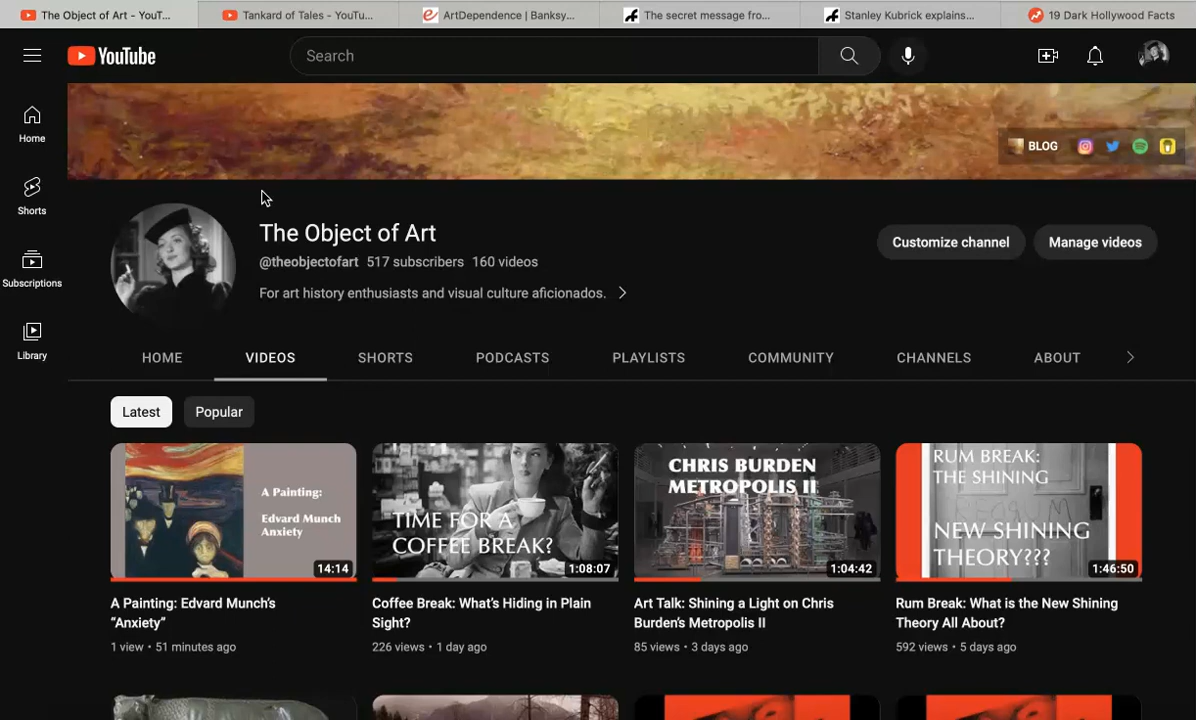 The Object of Art - YouT...
Tankard of Tales - YouTu...
ArtDependence | Banksy...
The secret message fro...
Stanley Kubrick explains...
19 Dark Hollywood Facts
YouTube
Search
BLOG
Home
Shorts
Subscriptions
Library
The Object of Art
@theobjectofart 517 subscribers 160 videos
For art history enthusiasts and visual culture aficionados.
Customize channel
Manage videos
HOME VIDEOS SHORTS PODCASTS PLAYLISTS COMMUNITY CHANNELS ABOUT
Latest
Popular
A Painting:
Edvard Munch
Anxiety
14:14
TIME FOR A
COFFEE BREAK?
1:08:07
CHRIS BURDEN
METROPOLIS II
1:04:42
RUM BREAK:
THE SHINING
NEW SHINING
THEORY???
1:46:50
A Painting: Edvard Munch's
"Anxiety"
1 view • 51 minutes ago
Coffee Break: What's Hiding in Plain
Sight?
226 views • 1 day ago
Art Talk: Shining a Light on Chris
Burden's Metropolis II
85 views • 3 days ago
Rum Break: What is the New Shining
Theory All About?
592 views • 5 days ago